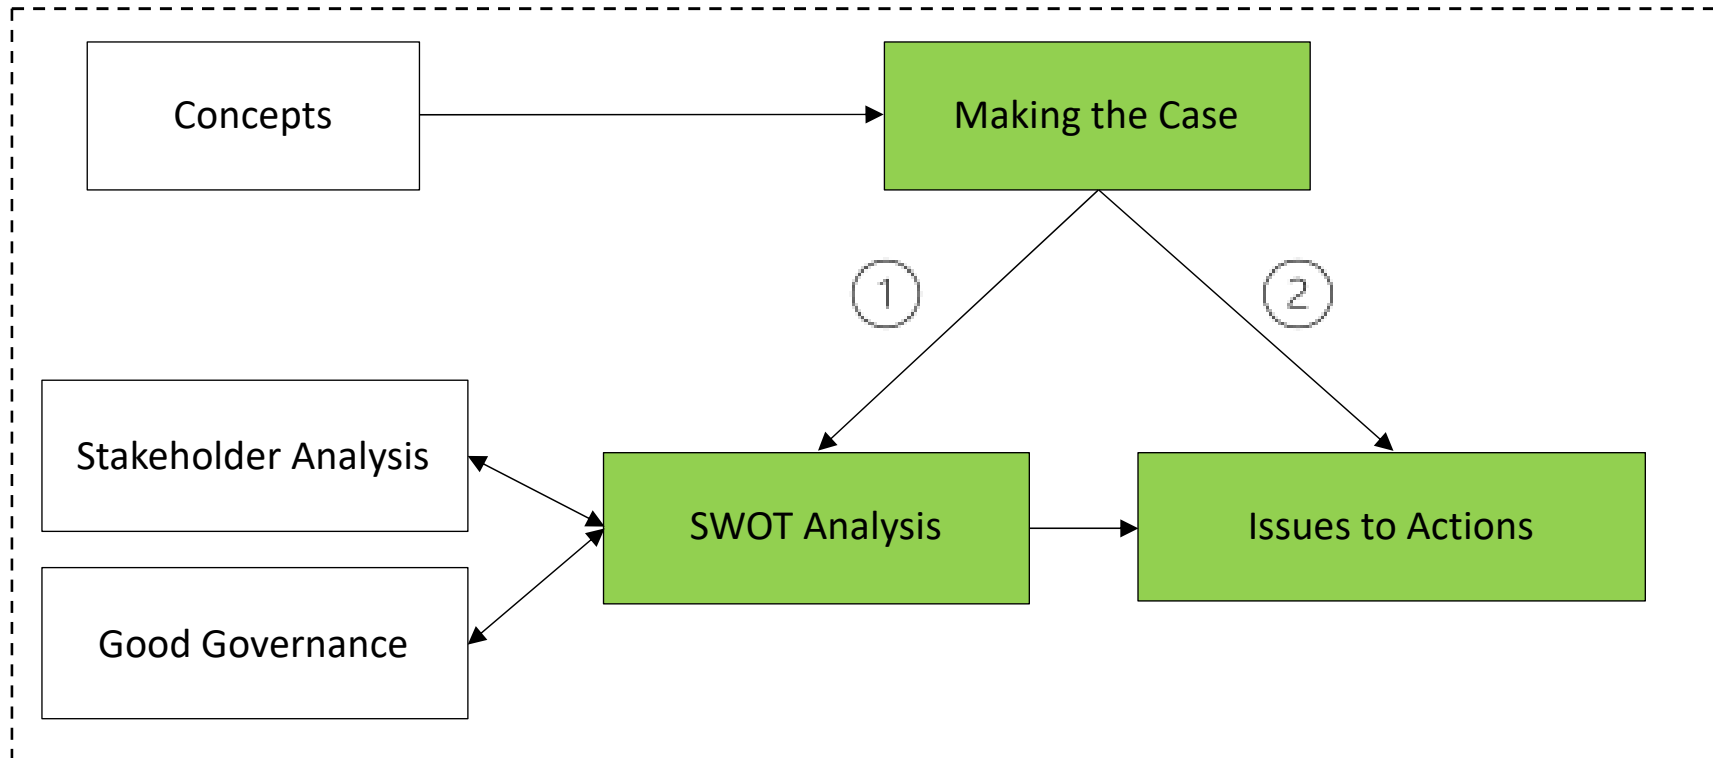 Concepts
Making the Case
1
2
Stakeholder Analysis
SWOT Analysis
Issues to Actions
Good Governance